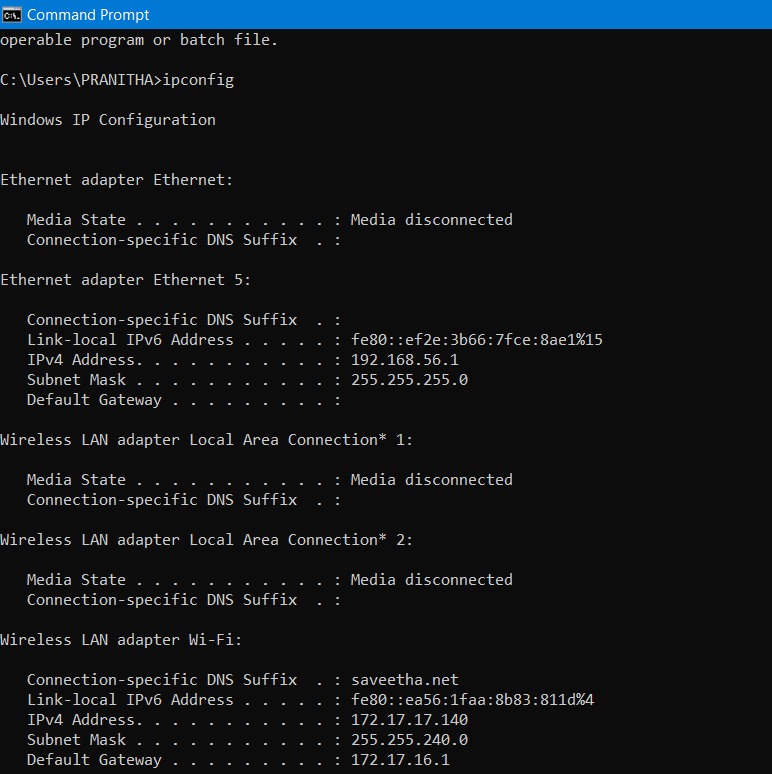 Command Prompt
operable program or batch file.
C:\Users\PRANITHA>ipconfig
Windows IP Configuration
Ethernet adapter Ethernet:
   Media State . . . . . . . . . . . : Media disconnected
   Connection-specific DNS Suffix  . :
Ethernet adapter Ethernet 5:
   Connection-specific DNS Suffix  . :
   Link-local IPv6 Address . . . . . : fe80::ef2e:3b66:7fce:8ae1%15
   IPv4 Address. . . . . . . . . . . : 192.168.56.1
   Subnet Mask . . . . . . . . . . . : 255.255.255.0
   Default Gateway . . . . . . . . . :
Wireless LAN adapter Local Area Connection* 1:
   Media State . . . . . . . . . . . : Media disconnected
   Connection-specific DNS Suffix  . :
Wireless LAN adapter Local Area Connection* 2:
   Media State . . . . . . . . . . . : Media disconnected
   Connection-specific DNS Suffix  . :
Wireless LAN adapter Wi-Fi:
   Connection-specific DNS Suffix  . : saveetha.net
   Link-local IPv6 Address . . . . . : fe80::ea56:1faa:8b83:811d%4
   IPv4 Address. . . . . . . . . . . : 172.17.17.140
   Subnet Mask . . . . . . . . . . . : 255.255.240.0
   Default Gateway . . . . . . . . . : 172.17.16.1